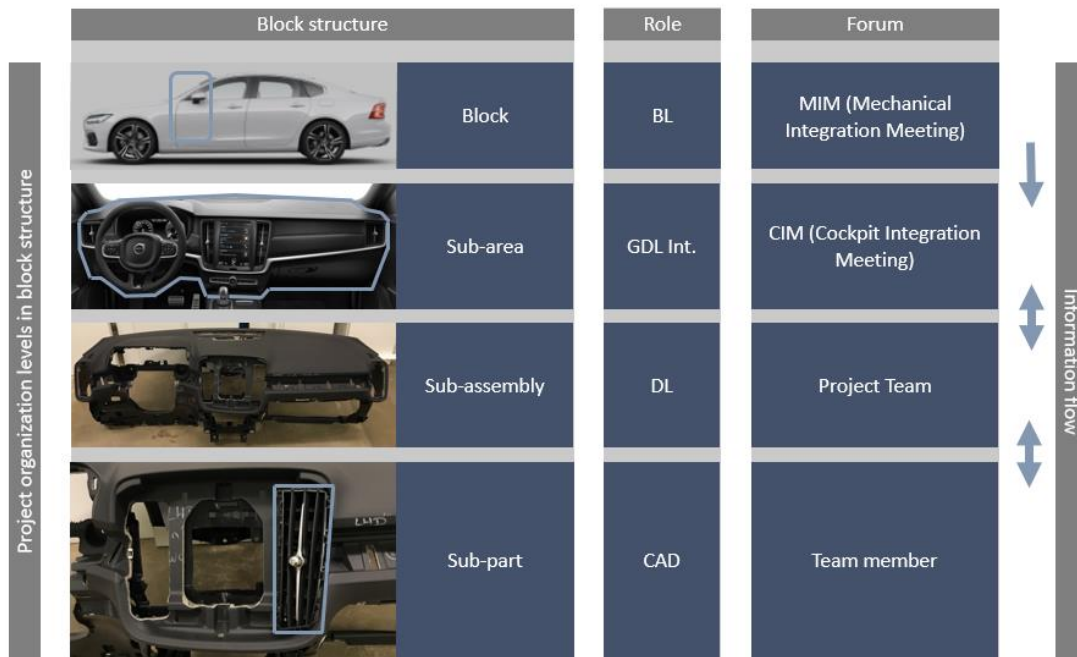 Block structure
Role
Forum
Project organization levels in block structure
Block
BL
MIM (Mechanical
Integration Meeting)
Sub-area
GDL Int.
CIM (Cockpit Integration
Meeting)
Sub-assembly
DL
Project Team
Sub-part
CAD
Team member
Information flow